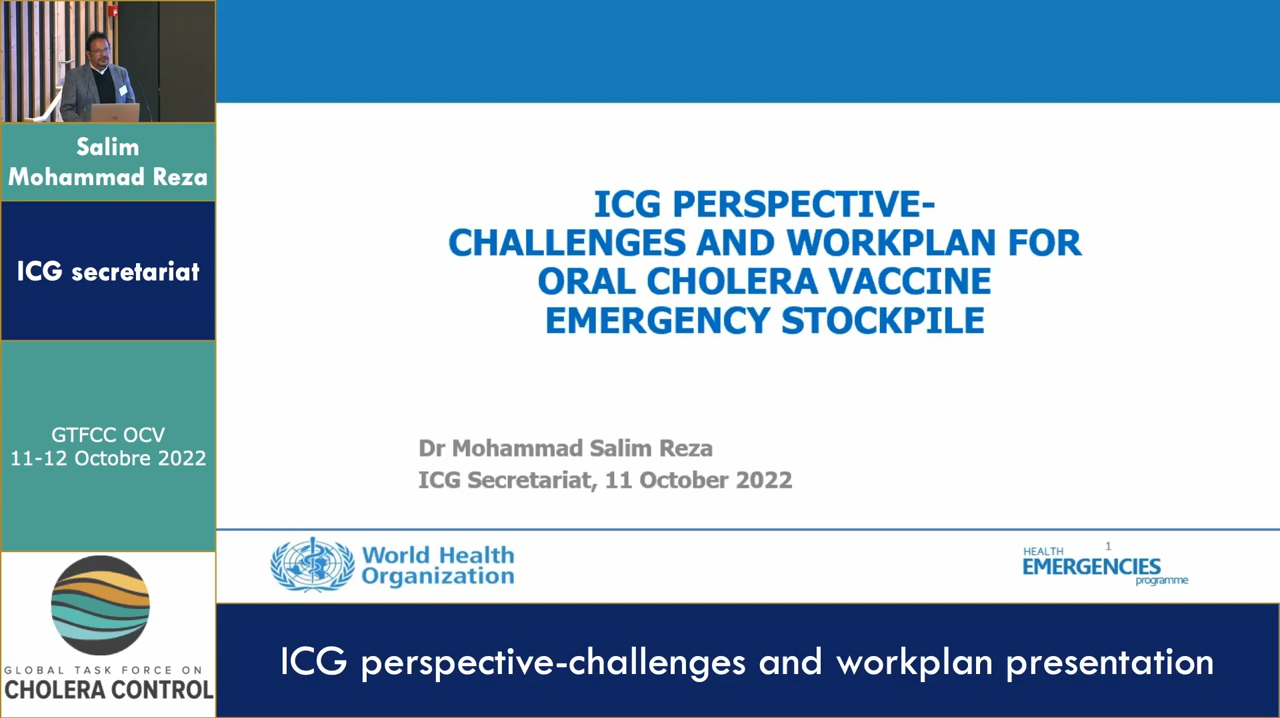 Salim
Mohammad Reza
ICG secretariat
GTFCC OCV
11-12 Octobre 2022
GLOBAL TASK FORCE ON
CHOLERA CONTROL
ICG PERSPECTIVE-
CHALLENGES AND WORKPLAN FOR
ORAL CHOLERA VACCINE
EMERGENCY STOCKPILE
Dr Mohammad Salim Reza
ICG Secretariat, 11 October 2022
World Health
Organization
1
HEALTH
EMERGENCIES
programme
ICG perspective-challenges and workplan presentation